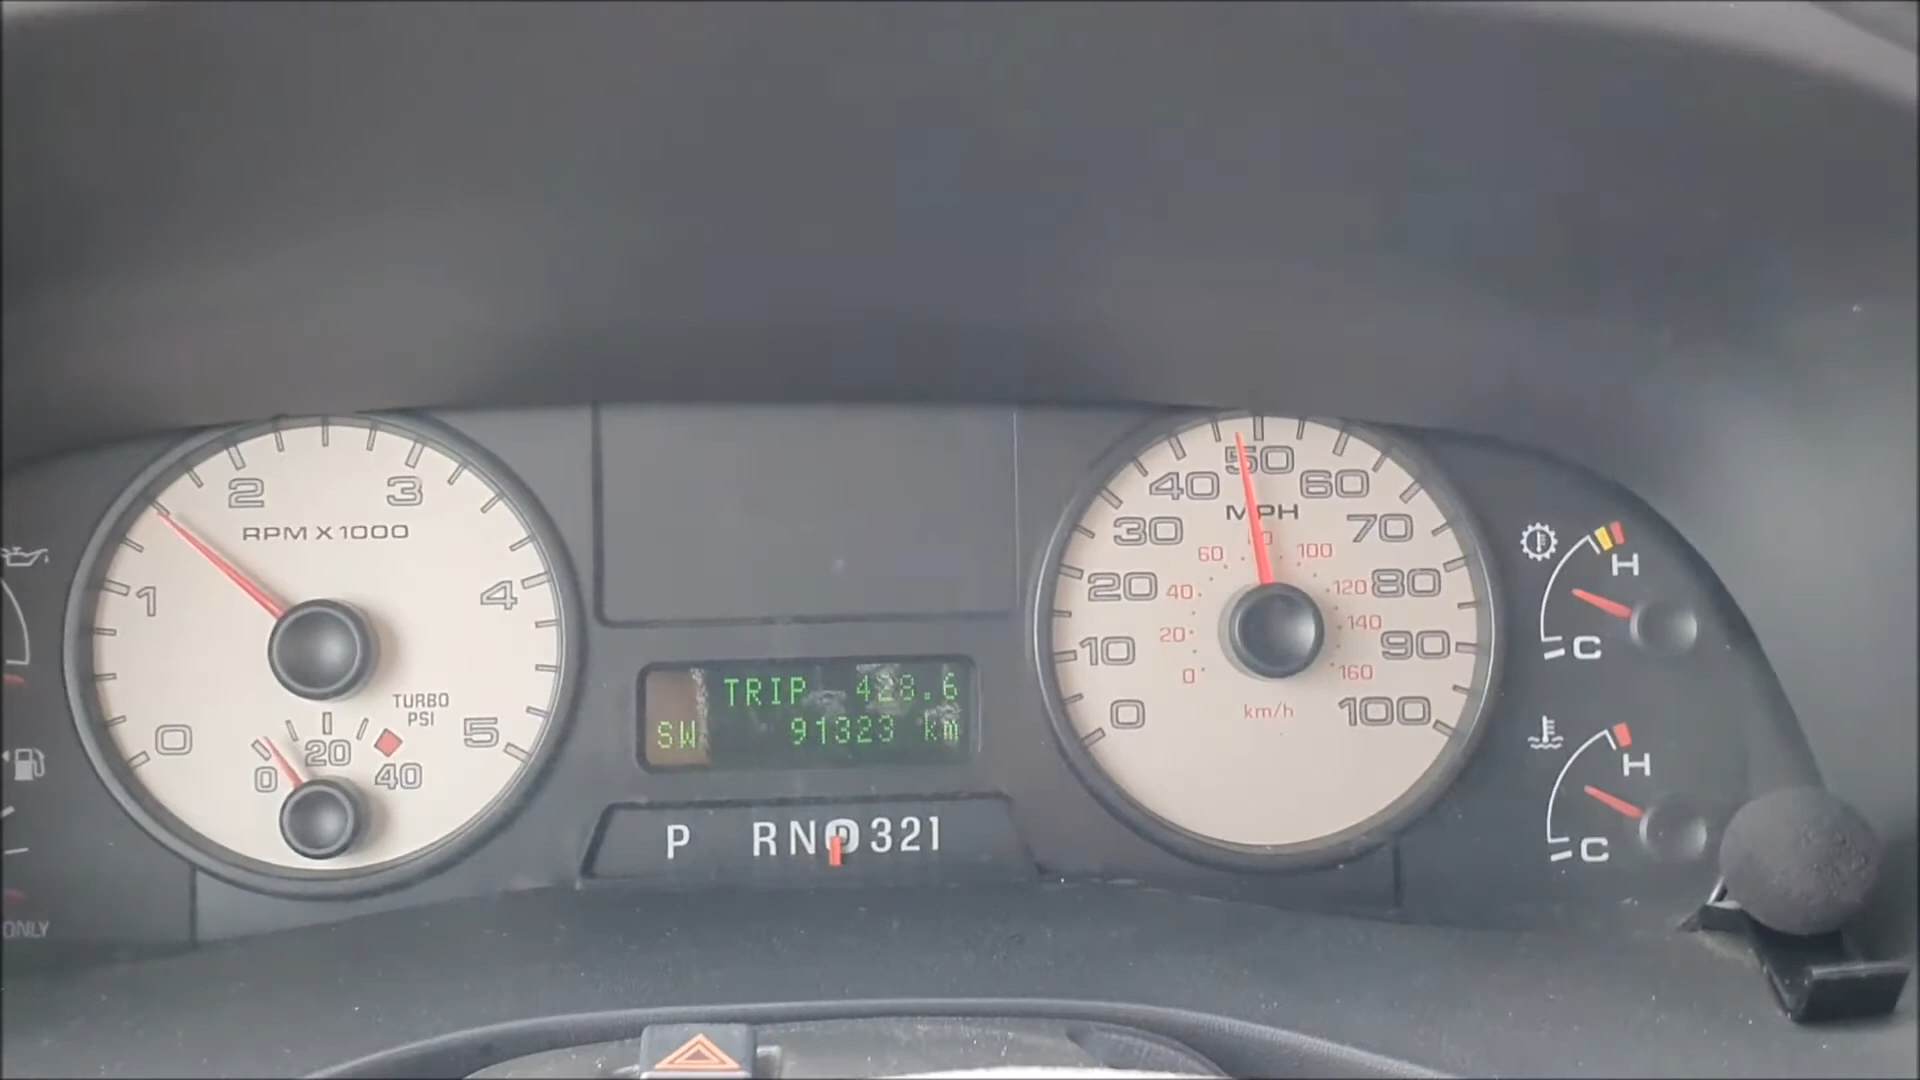 2 3
RPM X 1000
1 4
0 5
TURBO
PSI
0 20 40
TRIP 428.6
SW 91323 km
P RND321
40 50 60
MPH
30 70
20 80
10 90
0 100
60 80 100
40 120
20 140
0 160
km/h
H
C
H
C
ONLY